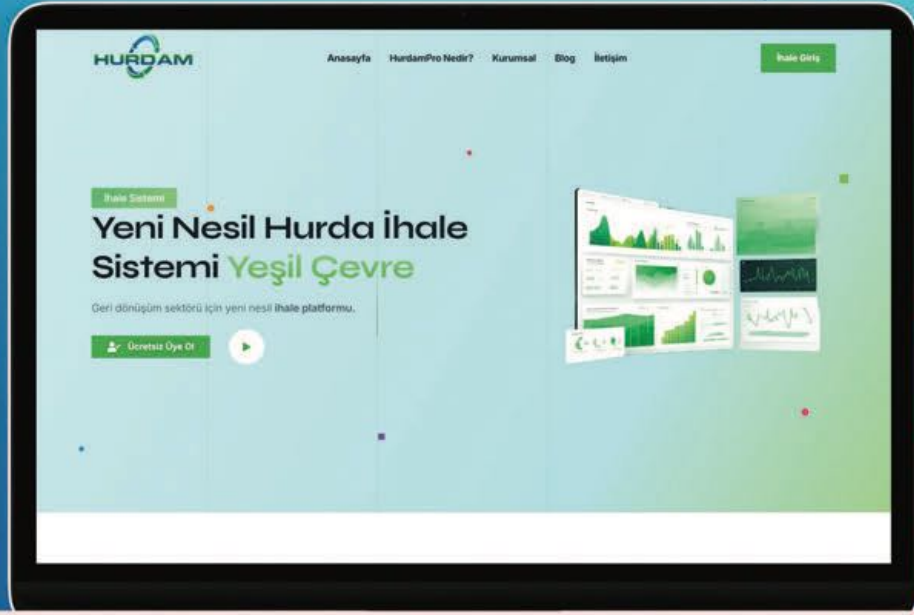 HURDAM
Anasayfa HurdamPro Nedir? Kurumsal Blog İletişim
İhale Giriş
İhale Sistemi
Yeni Nesil Hurda İhale
Sistemi Yeşil Çevre
Geri dönüşüm sektörü için yeni nesil ihale platformu.
Ücretsiz Üye Ol